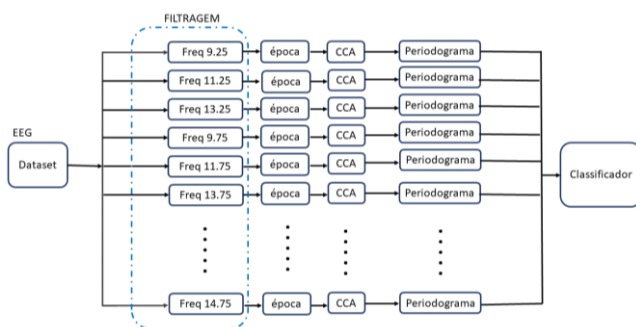 FILTRAGEM
Freq 9.25 época CCA Periodograma
Freq 11.25 época CCA Periodograma
Freq 13.25 época CCA Periodograma
EEG
Freq 9.75 época CCA Periodograma
Dataset
Freq 11.75 época CCA Periodograma
Classificador
Freq 13.75 época CCA Periodograma
Freq 14.75 época CCA Periodograma